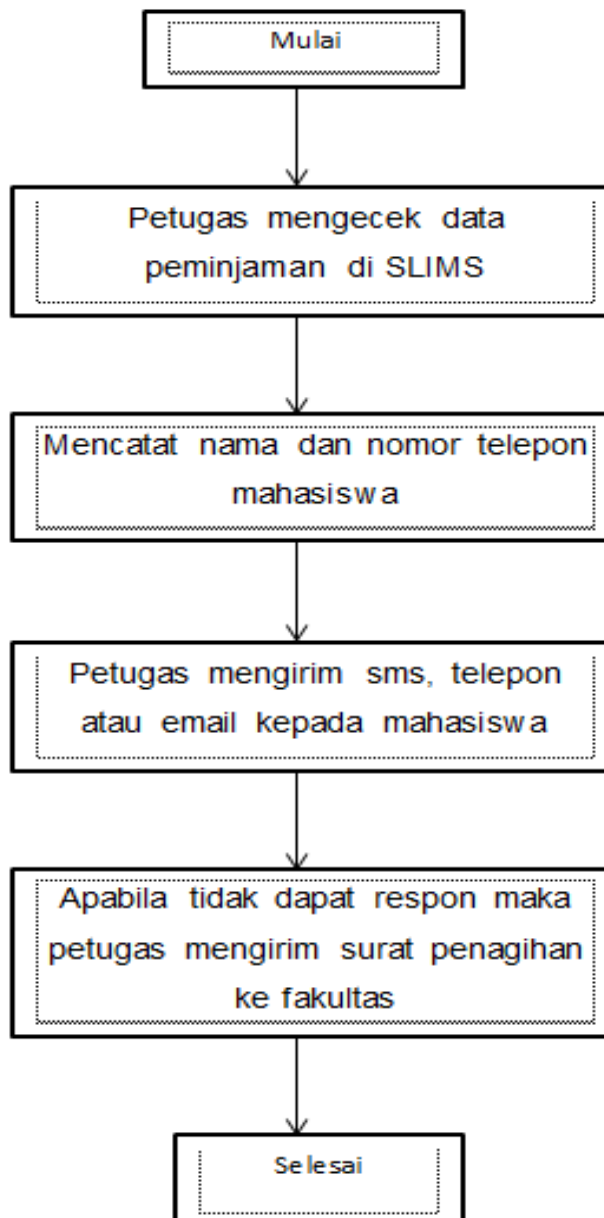 Mulai
Petugas mengecek data
peminjaman di SLIMS
Mencatat nama dan nomor telepon
mahasiswa
Petugas mengirim sms, telepon
atau email kepada mahasiswa
Apabila tidak dapat respon maka
petugas mengirim surat penagihan
ke fakultas
Selesai